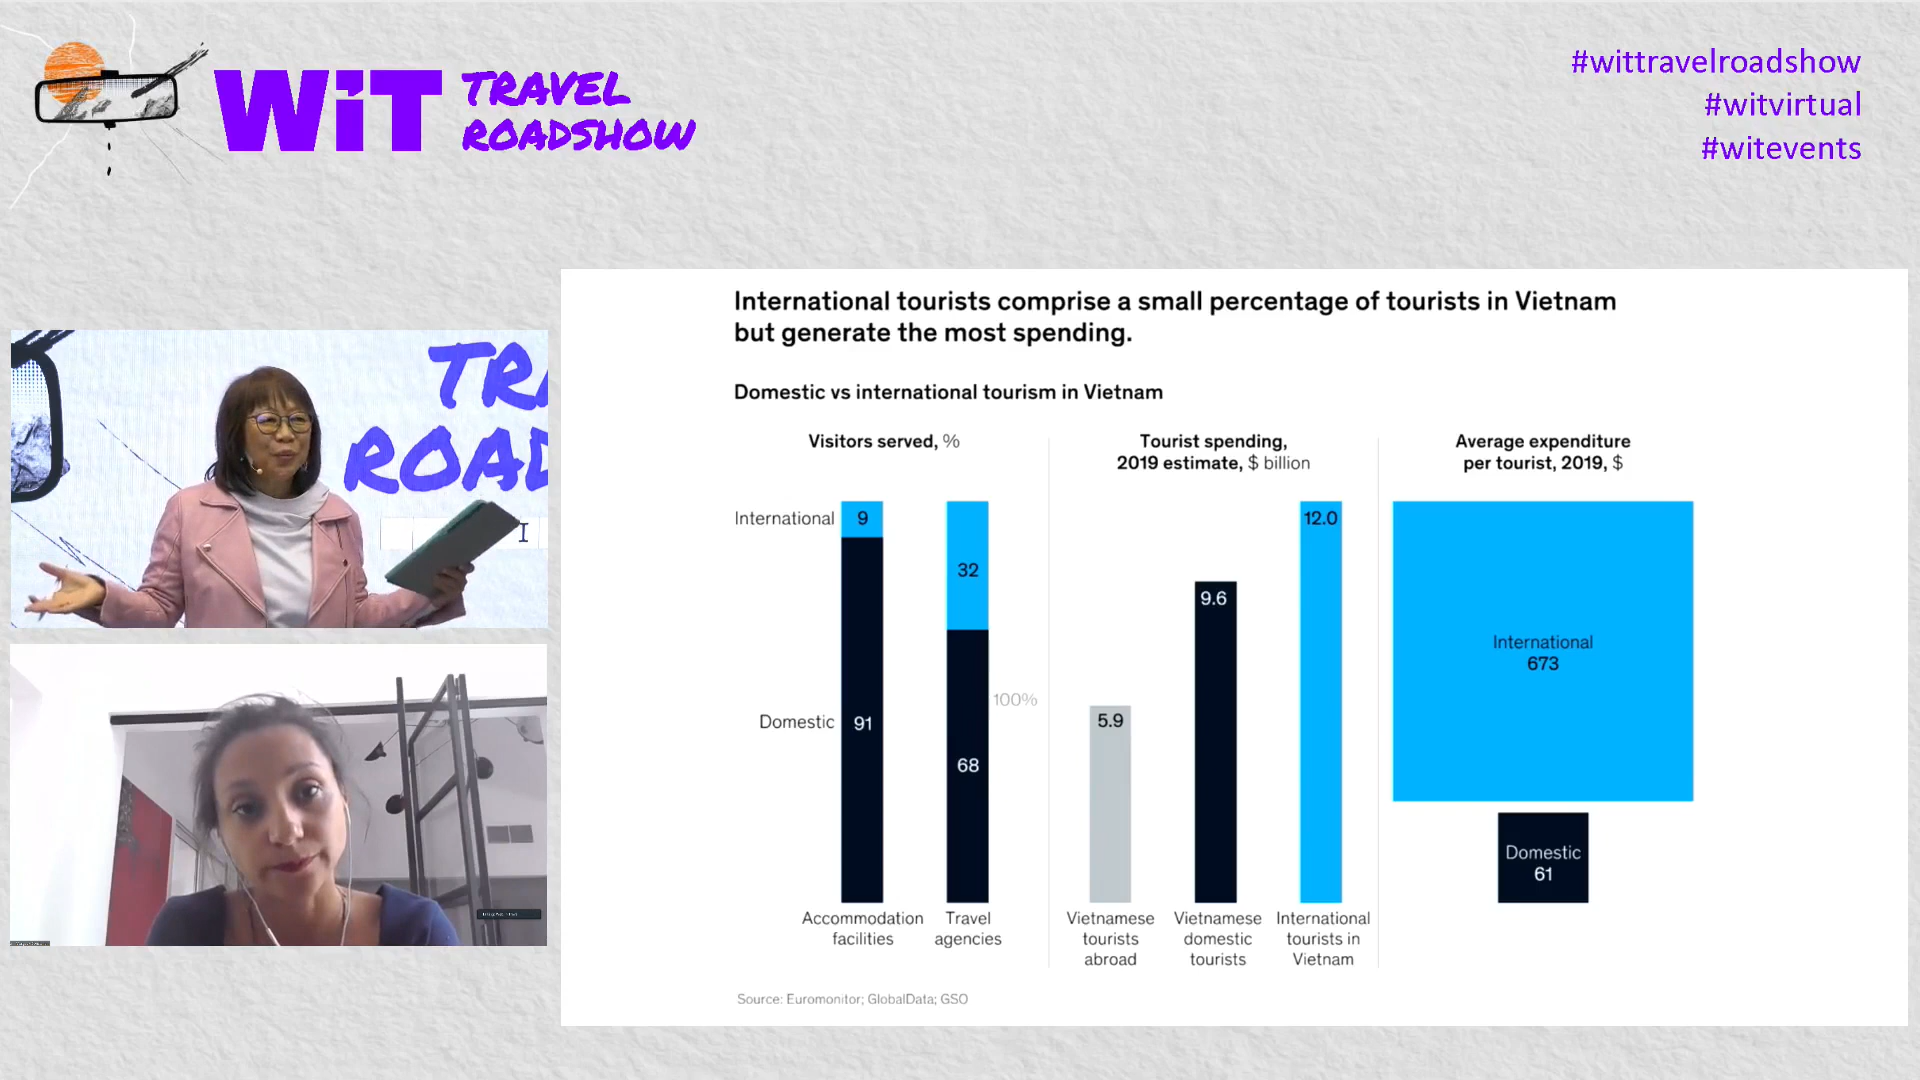 WiT TRAVEL
ROADSHOW
#wittravelroadshow
#witvirtual
#witevents
TRA
ROAD
I
International tourists comprise a small percentage of tourists in Vietnam
but generate the most spending.
Domestic vs international tourism in Vietnam
Visitors served, %
International
9
32
Domestic
91
68
100%
Accommodation
facilities
Travel
agencies
Tourist spending,
2019 estimate, $ billion
5.9
9.6
12.0
Vietnamese
tourists
abroad
Vietnamese
domestic
tourists
International
tourists in
Vietnam
Average expenditure
per tourist, 2019, $
International
673
Domestic
61
Source: Euromonitor; GlobalData; GSO